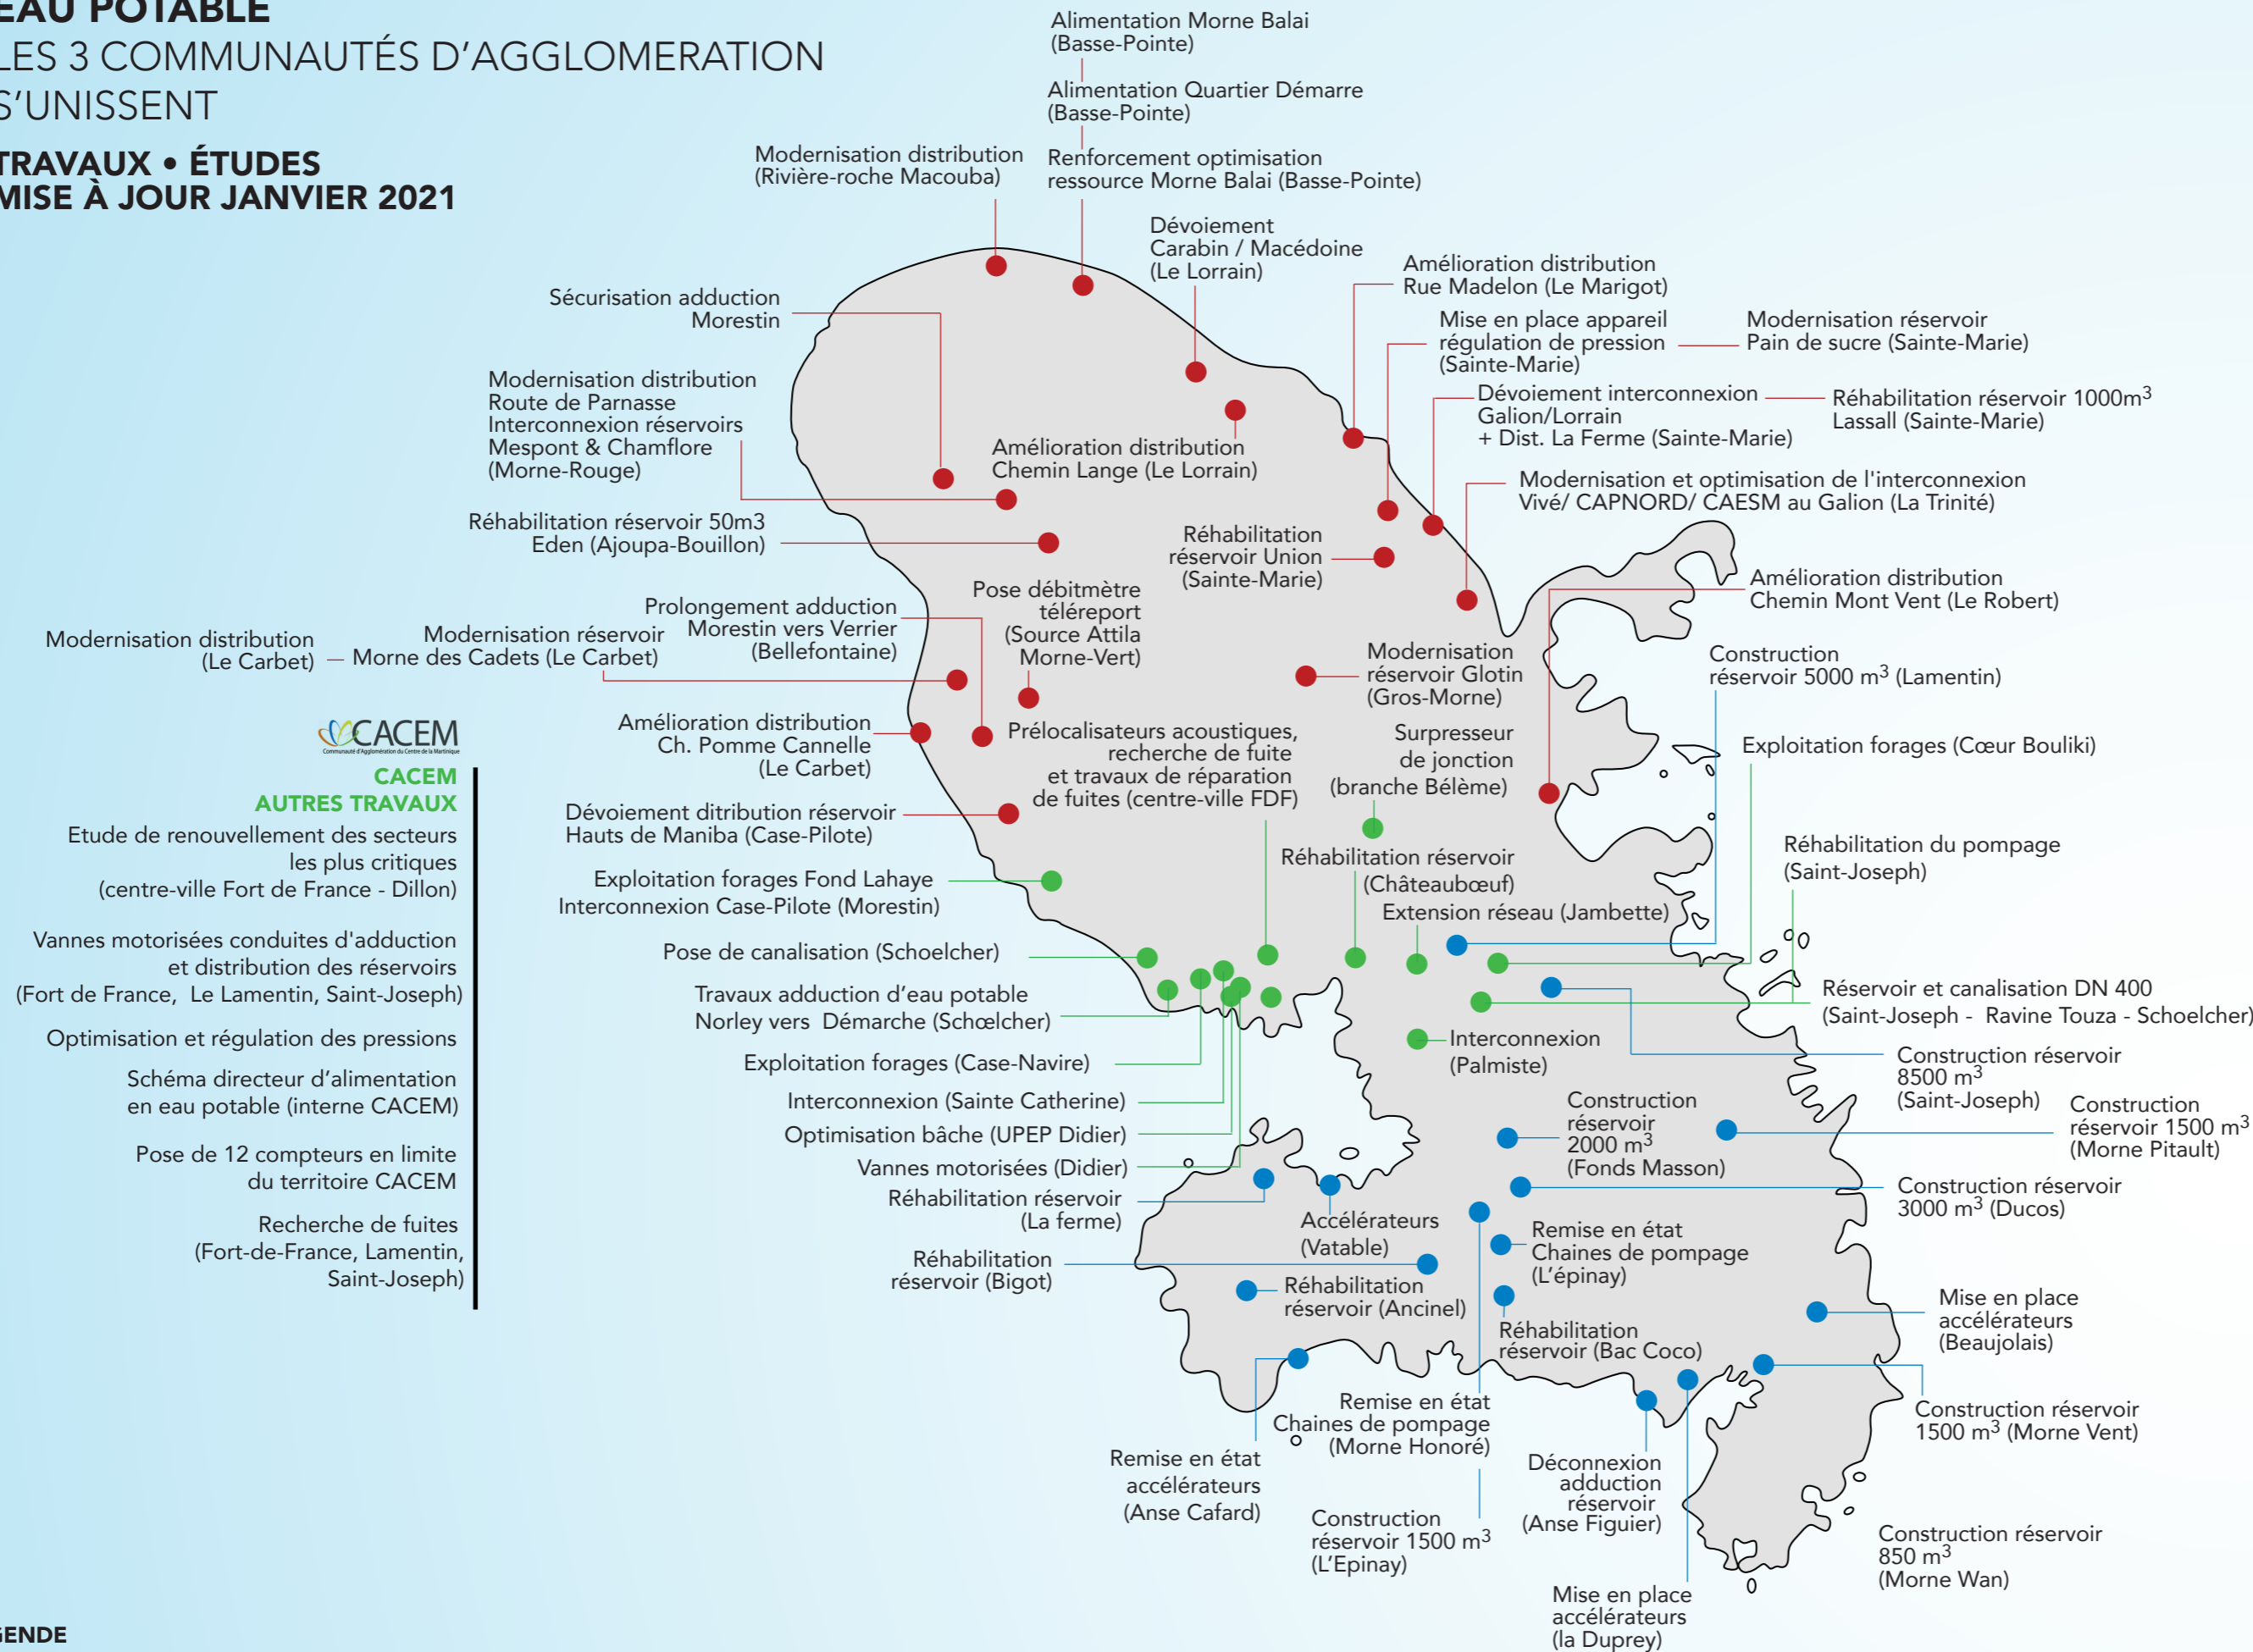 EAU POTABLE
LES 3 COMMUNAUTÉS D'AGGLOMERATION
S'UNISSENT
TRAVAUX • ÉTUDES
MISE À JOUR JANVIER 2021
Alimentation Morne Balai
(Basse-Pointe)
Alimentation Quartier Démarre
(Basse-Pointe)
Renforcement optimisation
ressource Morne Balai (Basse-Pointe)
Modernisation distribution
(Rivière-roche Macouba)
Dévoiement
Carabin / Macédoine
(Le Lorrain)
Amélioration distribution
Rue Madelon (Le Marigot)
Sécurisation adduction
Morestin
Mise en place appareil
régulation de pression
(Sainte-Marie)
Modernisation réservoir
Pain de sucre (Sainte-Marie)
Modernisation distribution
Route de Parnasse
Interconnexion réservoirs
Mespont & Chamflore
(Morne-Rouge)
Dévoiement interconnexion
Galion/Lorrain
+ Dist. La Ferme (Sainte-Marie)
Réhabilitation réservoir 1000m3
Lassall (Sainte-Marie)
Amélioration distribution
Chemin Lange (Le Lorrain)
Modernisation et optimisation de l'interconnexion
Vivé/ CAPNORD/ CAESM au Galion (La Trinité)
Réhabilitation réservoir 50m3
Eden (Ajoupa-Bouillon)
Réhabilitation
réservoir Union
(Sainte-Marie)
Amélioration distribution
Chemin Mont Vent (Le Robert)
Pose débitmètre
téléreport
(Source Attila
Morne-Vert)
Prolongement adduction
Morestin vers Verrier
(Bellefontaine)
Modernisation distribution
(Le Carbet)
Modernisation réservoir
Morne des Cadets (Le Carbet)
Modernisation
réservoir Glotin
(Gros-Morne)
Construction
réservoir 5000 m3 (Lamentin)
Amélioration distribution
Ch. Pomme Cannelle
(Le Carbet)
Prélocalisateurs acoustiques,
recherche de fuite
et travaux de réparation
de fuites (centre-ville FDF)
Surpresseur
de jonction
(branche Bélème)
Exploitation forages (Cœur Bouliki)
CACEM
Communauté d'Agglomération du Centre de la Martinique
CACEM
AUTRES TRAVAUX
Etude de renouvellement des secteurs
les plus critiques
(centre-ville Fort de France - Dillon)
Vannes motorisées conduites d'adduction
et distribution des réservoirs
(Fort de France,  Le Lamentin, Saint-Joseph)
Optimisation et régulation des pressions
Schéma directeur d'alimentation
en eau potable (interne CACEM)
Pose de 12 compteurs en limite
du territoire CACEM
Recherche de fuites
(Fort-de-France, Lamentin,
Saint-Joseph)
Dévoiement ditribution réservoir
Hauts de Maniba (Case-Pilote)
Réhabilitation réservoir
(Châteaubœuf)
Réhabilitation du pompage
(Saint-Joseph)
Exploitation forages Fond Lahaye
Interconnexion Case-Pilote (Morestin)
Extension réseau (Jambette)
Pose de canalisation (Schoelcher)
Travaux adduction d'eau potable
Norley vers  Démarche (Schœlcher)
Réservoir et canalisation DN 400
(Saint-Joseph -  Ravine Touza - Schoelcher)
Exploitation forages (Case-Navire)
Interconnexion
(Palmiste)
Construction réservoir
8500 m3
(Saint-Joseph)
Interconnexion (Sainte Catherine)
Optimisation bâche (UPEP Didier)
Vannes motorisées (Didier)
Construction
réservoir
2000 m3
(Fonds Masson)
Construction
réservoir 1500 m3
(Morne Pitault)
Réhabilitation réservoir
(La ferme)
Construction réservoir
3000 m3 (Ducos)
Accélérateurs
(Vatable)
Remise en état
Chaines de pompage
(L'épinay)
Réhabilitation
réservoir (Bigot)
Réhabilitation
réservoir (Ancinel)
Mise en place
accélérateurs
(Beaujolais)
Réhabilitation
réservoir (Bac Coco)
Remise en état
Chaines de pompage
(Morne Honoré)
Construction réservoir
1500 m3 (Morne Vent)
Remise en état
accélérateurs
(Anse Cafard)
Déconnexion
adduction
réservoir
(Anse Figuier)
Construction
réservoir 1500 m3
(L'Epinay)
Construction réservoir
850 m3
(Morne Wan)
Mise en place
accélérateurs
(la Duprey)
GENDE